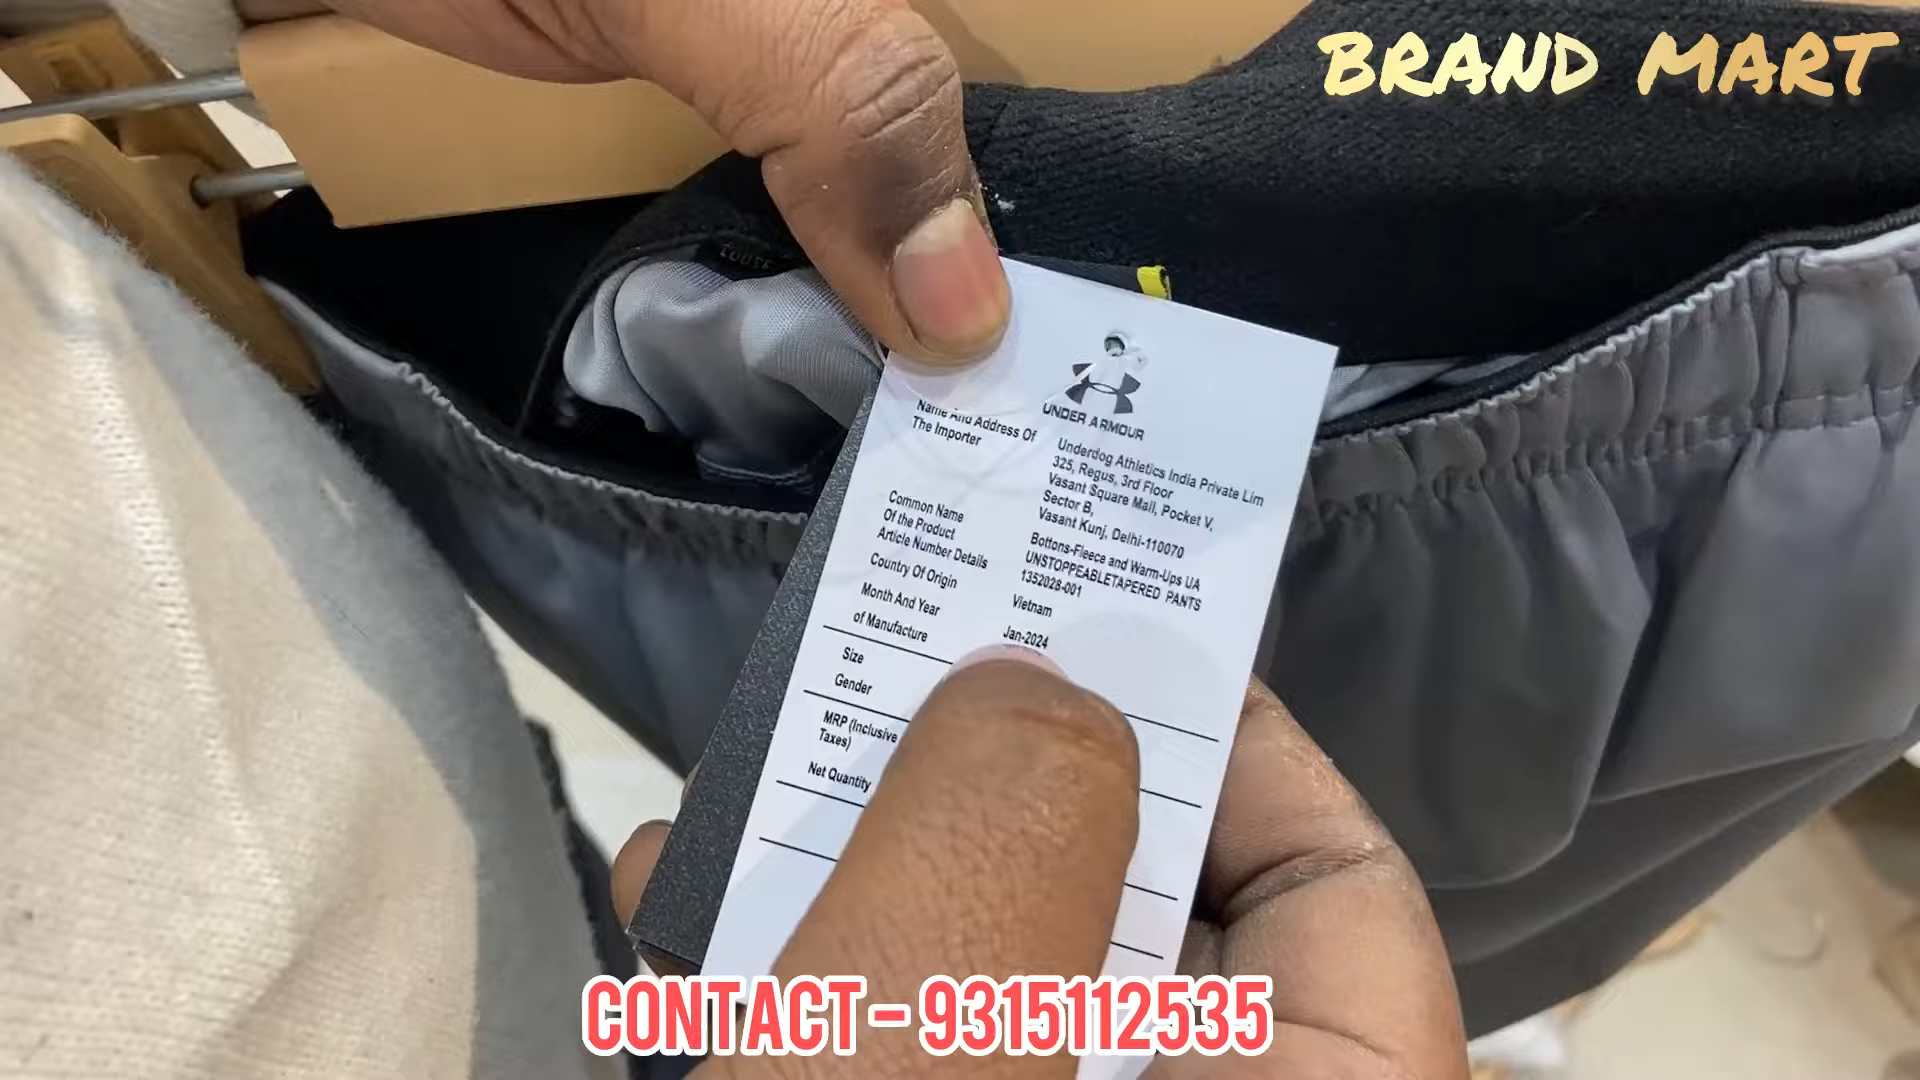 BRAND MART
UNDER ARMOUR
Name And Address Of
The Importer
Underdog Athletics India Private Lim
325, Regus, 3rd Floor
Vasant Square Mall, Pocket V,
Sector B,
Vasant Kunj, Delhi-110070
Common Name
Of the Product
Bottons-Fleece and Warm-Ups UA
UNSTOPPEABLETAPERED PANTS
Article Number Details
1352028-001
Country Of Origin
Vietnam
Month And Year
of Manufacture
Jan-2024
Size
Gender
MRP (Inclusive
Taxes)
Net Quantity
CONTACT - 9315112535